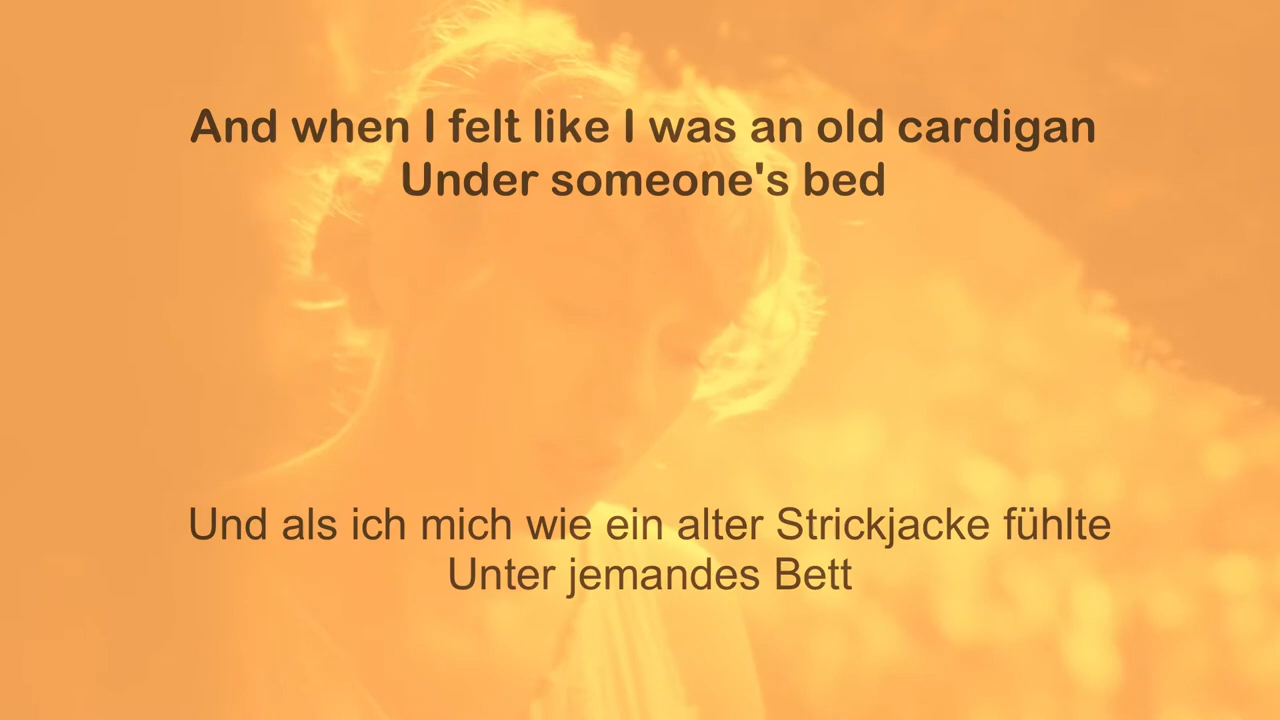 And when I felt like I was an old cardigan
Under someone's bed
Und als ich mich wie ein alter Strickjacke fühlte
Unter jemandes Bett